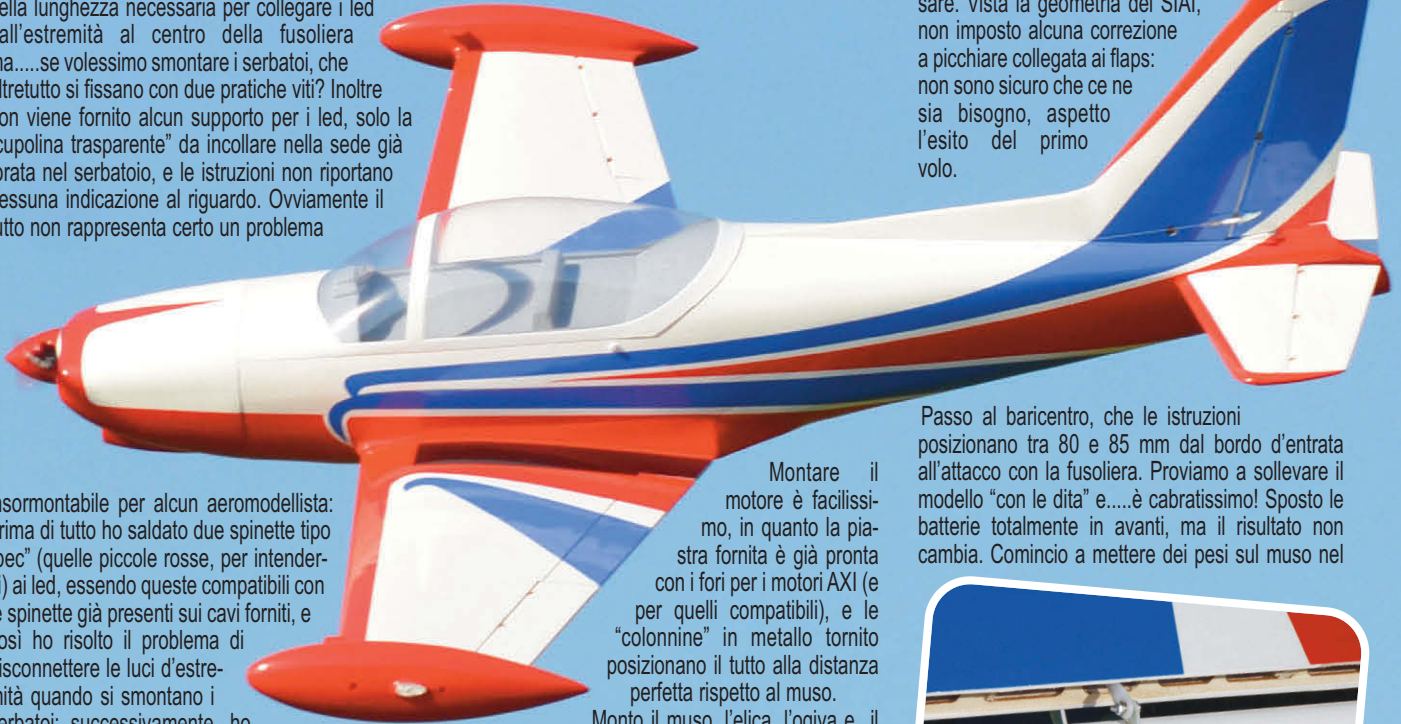 ella lunghezza necessaria per collegare i led
all'estremità al centro della fusoliera
na.....se volessimo smontare i serbatoi, che
ltretutto si fissano con due pratiche viti? Inoltre
on viene fornito alcun supporto per i led, solo la
cupolina trasparente” da incollare nella sede già
orata nel serbatoio, e le istruzioni non riportano
essuna indicazione al riguardo. Ovviamente il
utto non rappresenta certo un problema
nsormontabile per alcun aeromodellista:
rima di tutto ho saldato due spinette tipo
bec” (quelle piccole rosse, per intender-
i) ai led, essendo queste compatibili con
e spinette già presenti sui cavi forniti, e
osì ho risolto il problema di
isconnettere le luci d'estre-
nità quando si smontano i
erbatoi; successivamente ho
Montare il
motore è facilissi-
mo, in quanto la pia-
stra fornita è già pronta
con i fori per i motori AXI (e
per quelli compatibili), e le
“colonnine” in metallo tornito
posizionano il tutto alla distanza
perfetta rispetto al muso.
Monto il muso, l'elica, l'ogiva e il
sare. Vista la geometria del SIAI,
non imposto alcuna correzione
a picchiare collegata ai flaps:
non sono sicuro che ce ne
sia bisogno, aspetto
l'esito del primo
volo.
Passo al baricentro, che le istruzioni
posizionano tra 80 e 85 mm dal bordo d'entrata
all'attacco con la fusoliera. Proviamo a sollevare il
modello “con le dita” e.....è cabratissimo! Sposto le
batterie totalmente in avanti, ma il risultato non
cambia. Comincio a mettere dei pesi sul muso nel